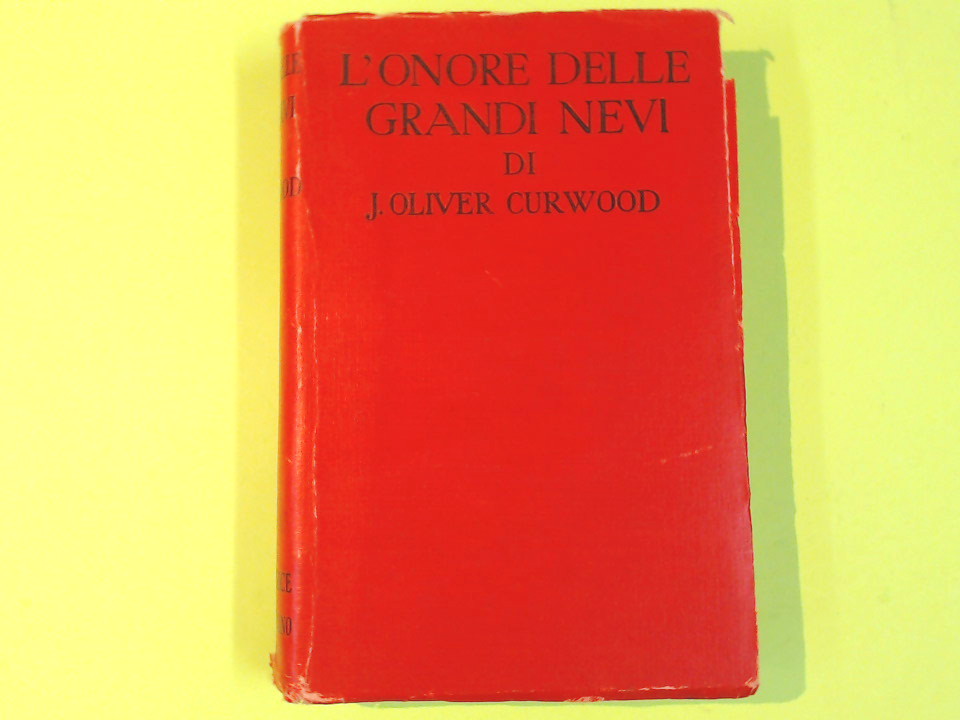 L'ONORE DELLE
GRANDI NEVI
DI
J. OLIVER CURWOOD